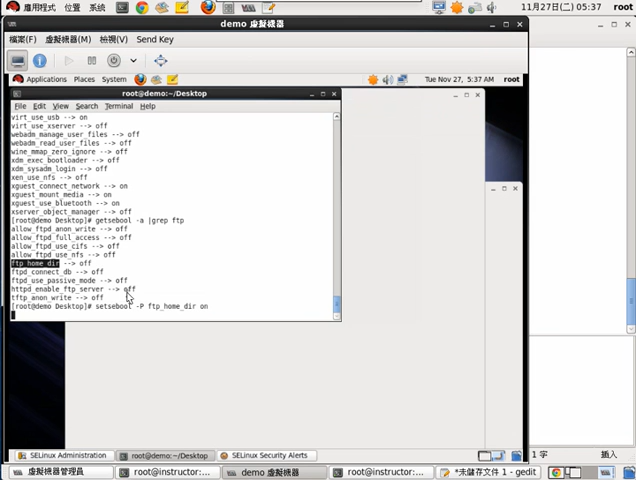 應用程式 位置 系統 11月27日 (二) 05:37 root
demo 虛擬機器
檔案(F) 虛擬機器(M) 檢視(V) Send Key
Applications Places System Tue Nov 27, 5:37 AM root
root@demo:~/Desktop
File Edit View Search Terminal Help
virt_use_usb --> on
virt_use_xserver --> off
webadm_manage_user_files --> off
webadm_read_user_files --> off
wine_mmap_zero_ignore --> off
xdm_exec_bootloader --> off
xdm_sysadm_login --> off
xen_use_nfs --> off
xguest_connect_network --> on
xguest_mount_media --> on
xguest_use_bluetooth --> on
xserver_object_manager --> off
[root@demo Desktop]# getsebool -a |grep ftp
allow_ftpd_anon_write --> off
allow_ftpd_full_access --> off
allow_ftpd_use_cifs --> off
allow_ftpd_use_nfs --> off
ftp_home_dir --> off
ftpd_connect_db --> off
ftpd_use_passive_mode --> off
httpd_enable_ftp_server --> off
tftp_anon_write --> off
[root@demo Desktop]# setsebool -P ftp_home_dir on
SELinux Administration root@demo:~/Desktop SELinux Security Alerts
1 字 插入
虛擬機器管理員 root@instructor:... demo 虛擬機器 root@instructor:... *未儲存文件 1 - gedit